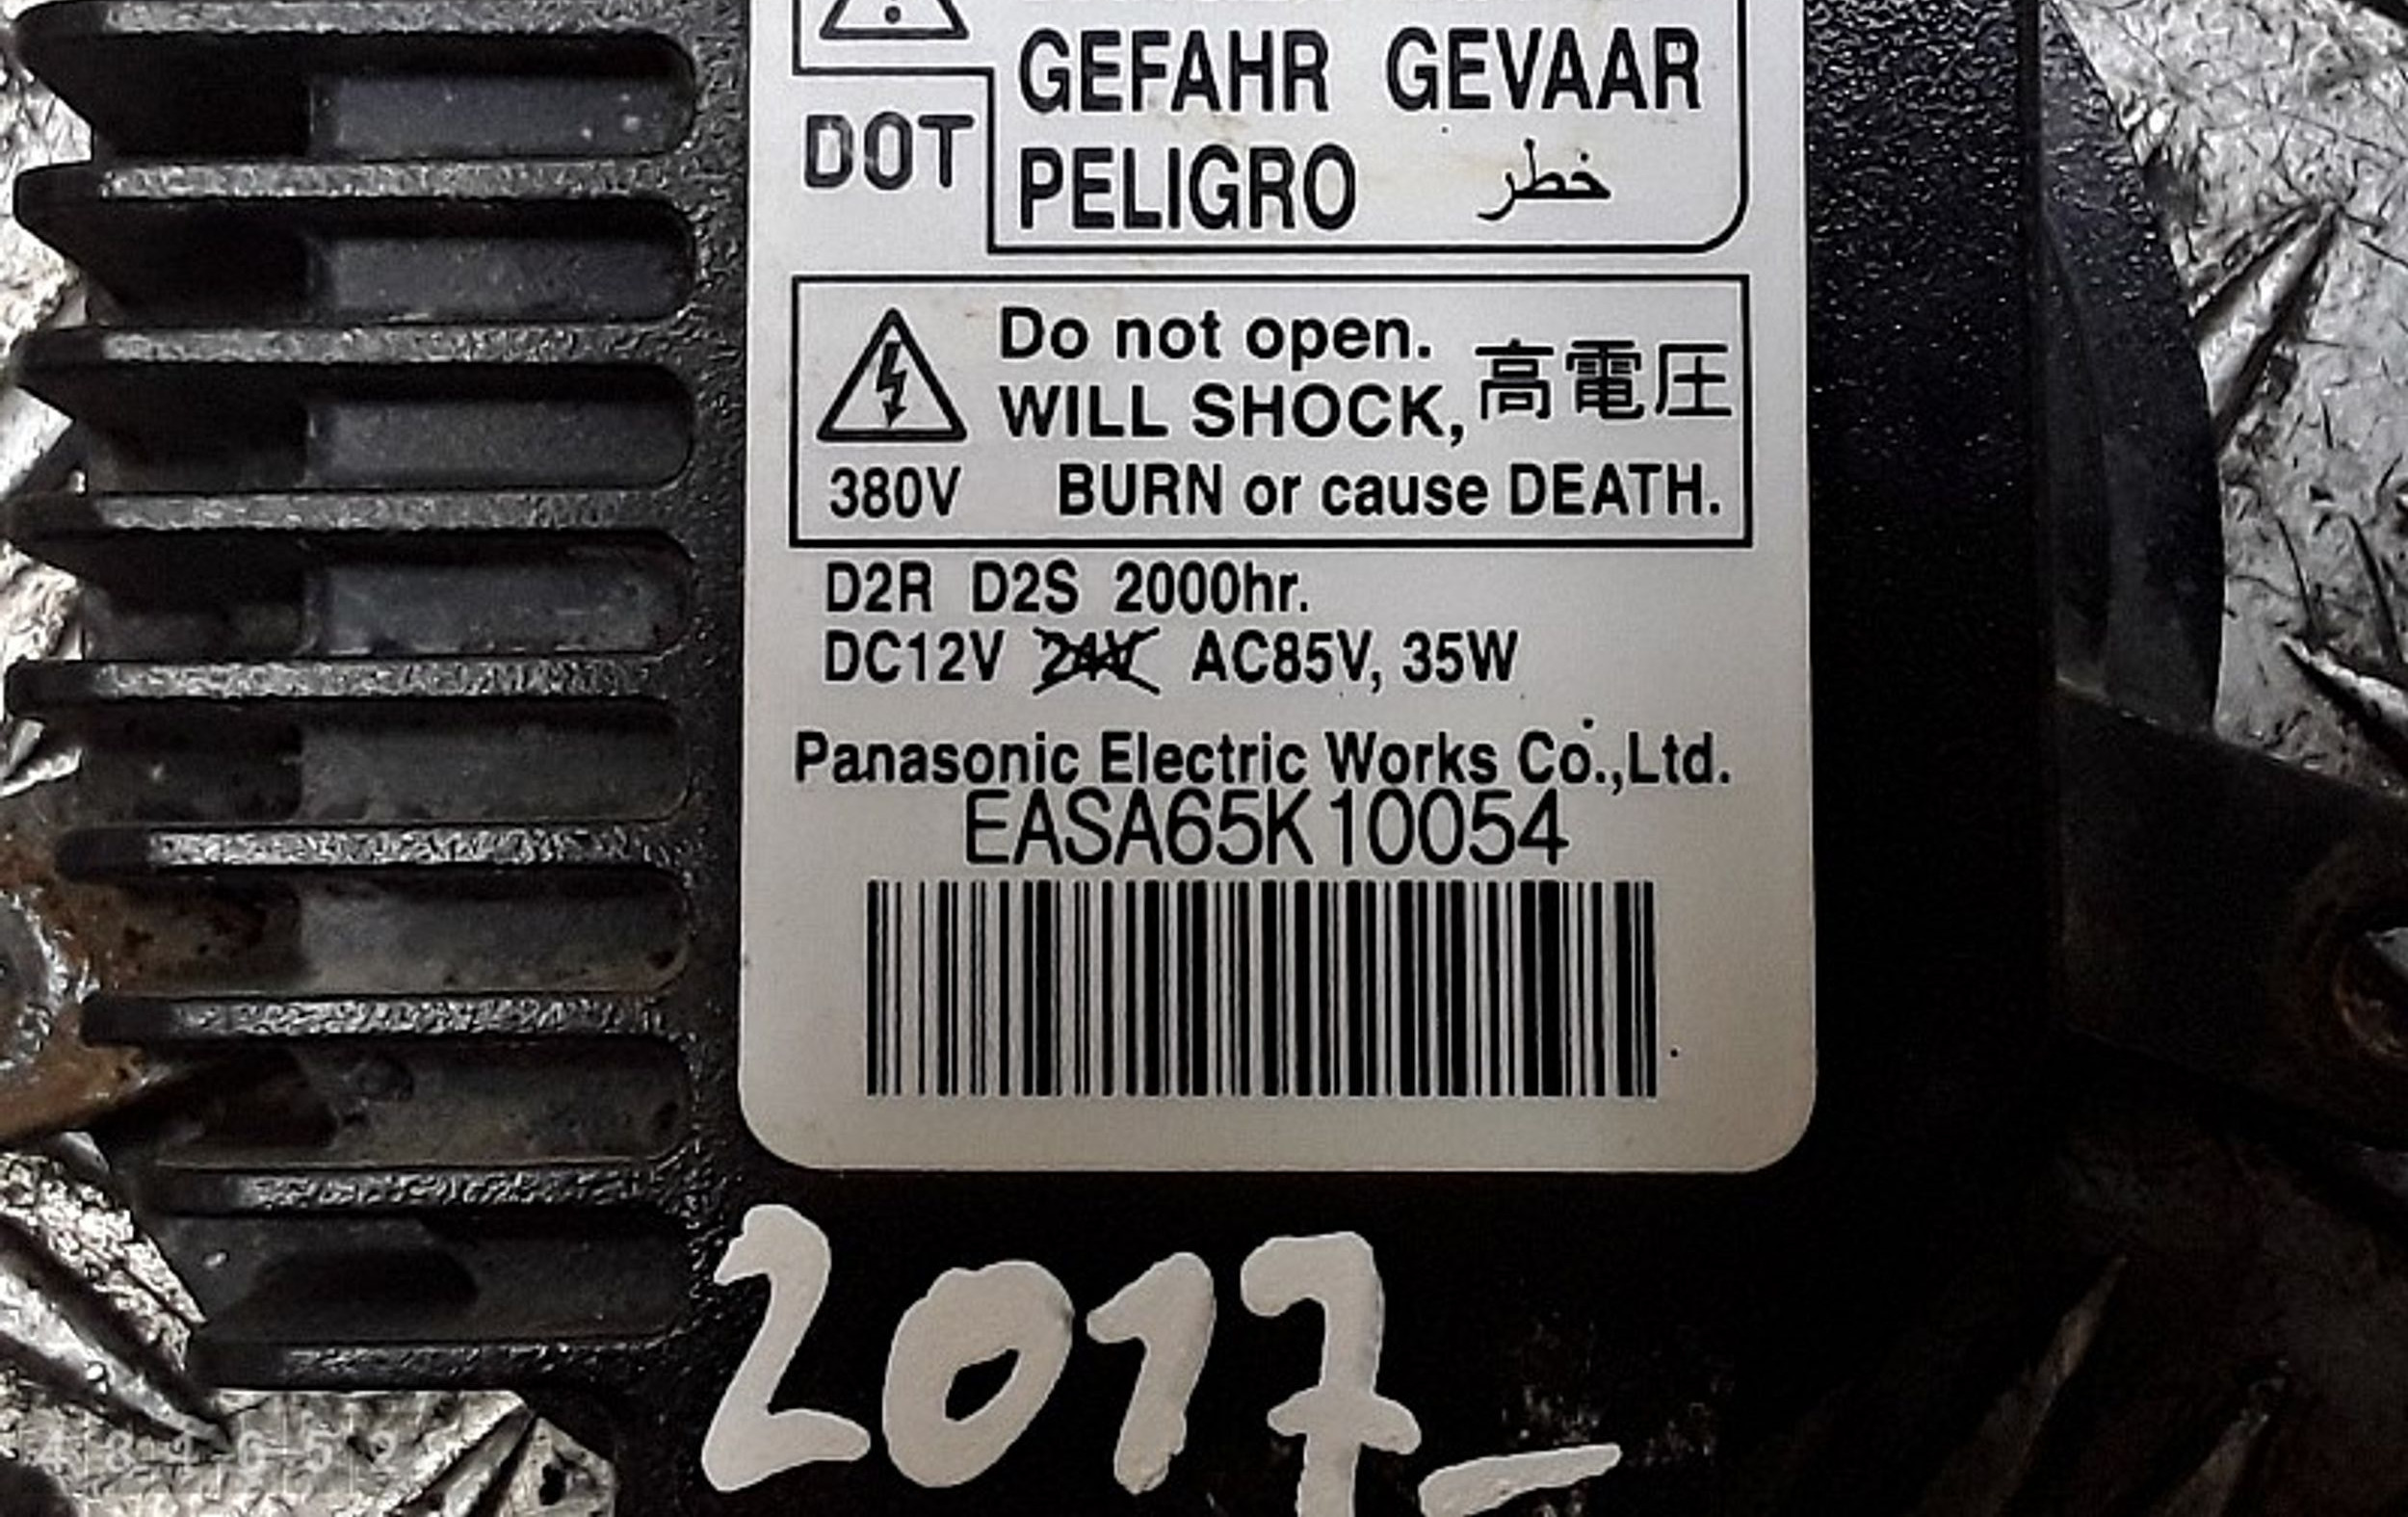 GEFAHR GEVAAR
DOT
PELIGRO خطر
Do not open.
WILL SHOCK, 高電圧
380V BURN or cause DEATH.
D2R D2S 2000hr.
DC12V 24V AC85V, 35W
Panasonic Electric Works Co.,Ltd.
EASA65K10054
2017_